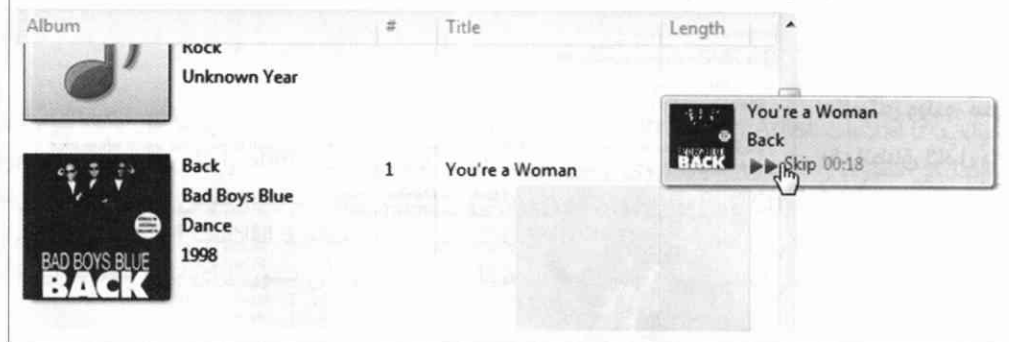 Album # Title Length
Rock
Unknown Year
Back 1 You're a Woman
Bad Boys Blue
Dance
1998
BAD BOYS BLUE
BACK
You're a Woman
Back
Skip 00:18
BACK